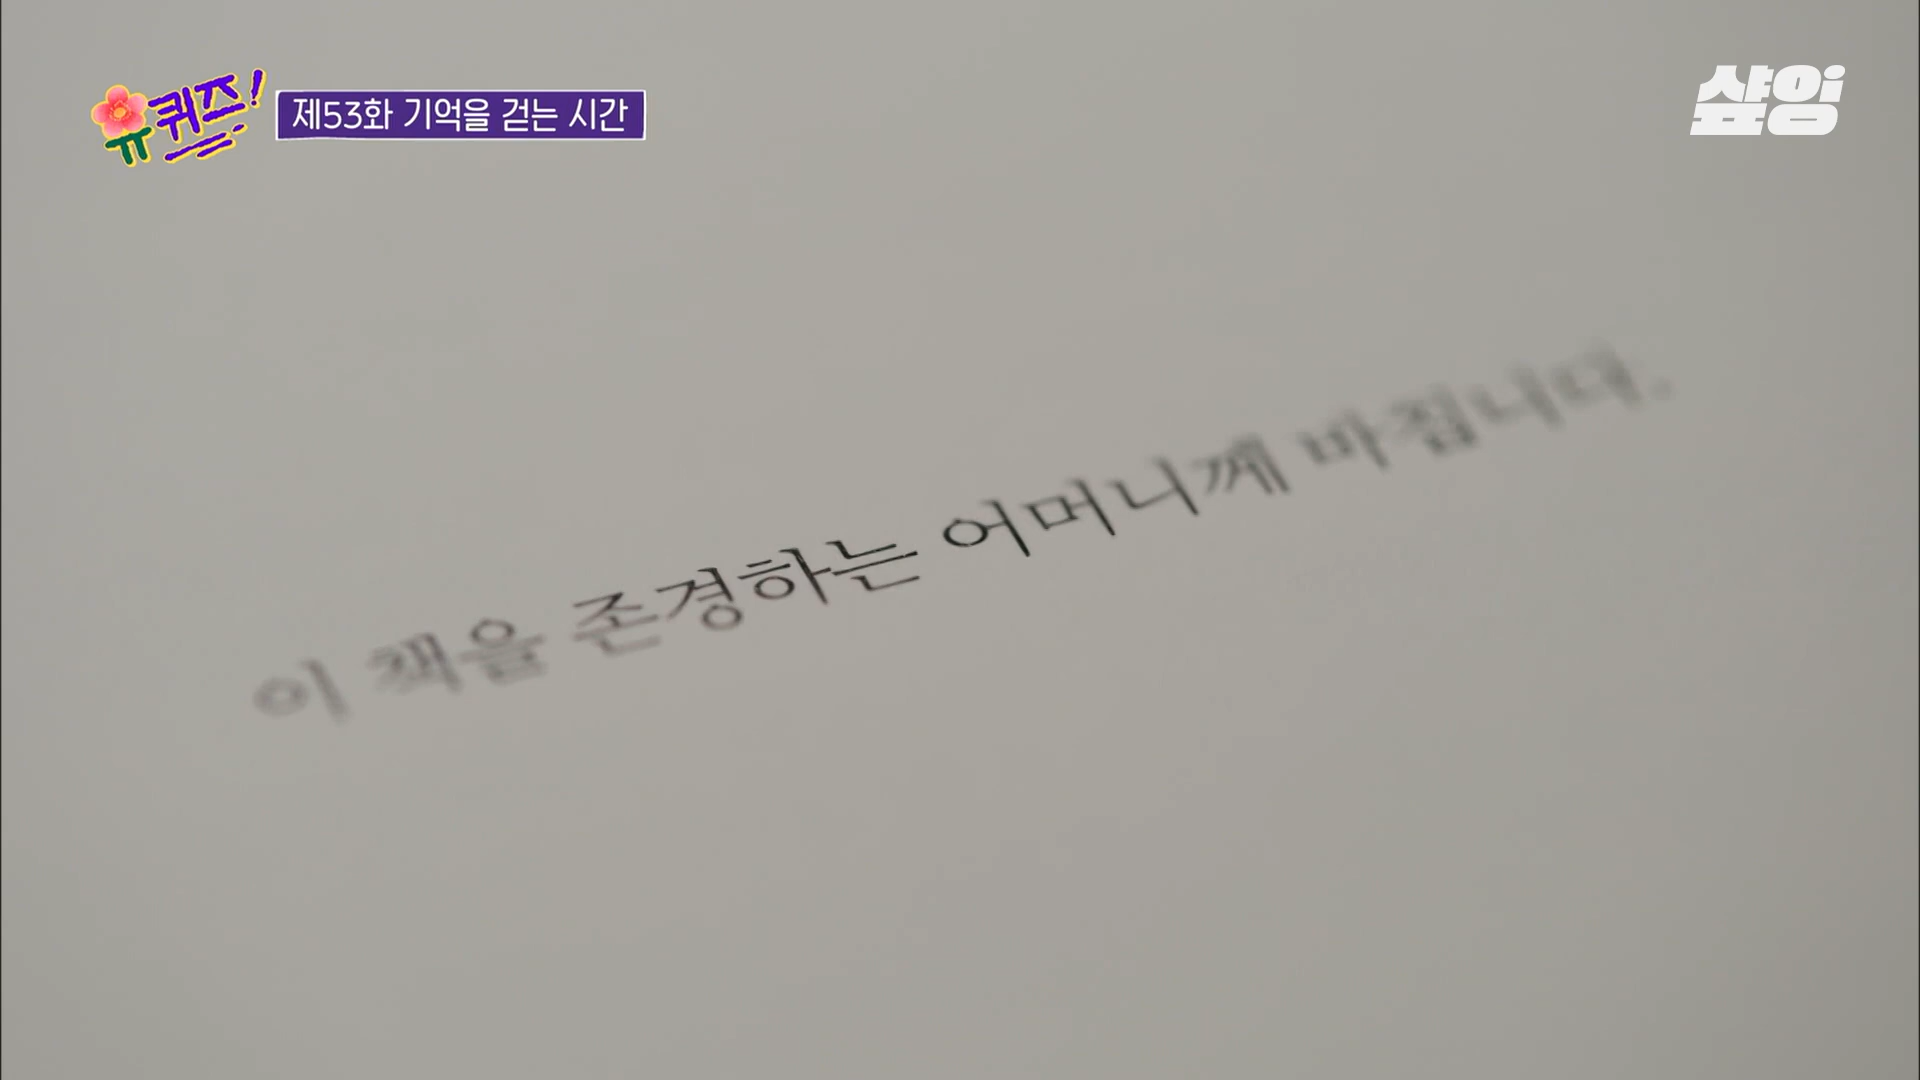 유퀴즈!
제53화 기억을 걷는 시간
샾잉
이 책을 존경하는 어머니께 바칩니다.